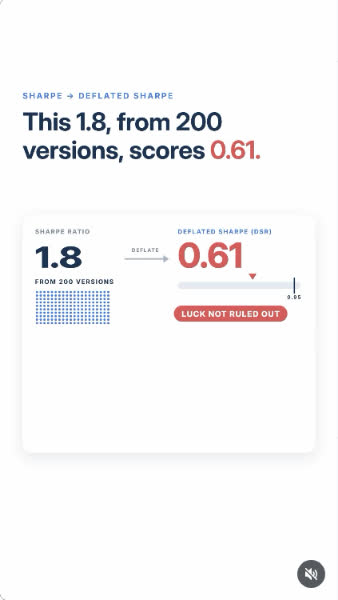 SHARPE → DEFLATED SHARPE
This 1.8, from 200
versions, scores 0.61.
SHARPE RATIO
1.8
FROM 200 VERSIONS
DEFLATE
DEFLATED SHARPE (DSR)
0.61
0.95
LUCK NOT RULED OUT